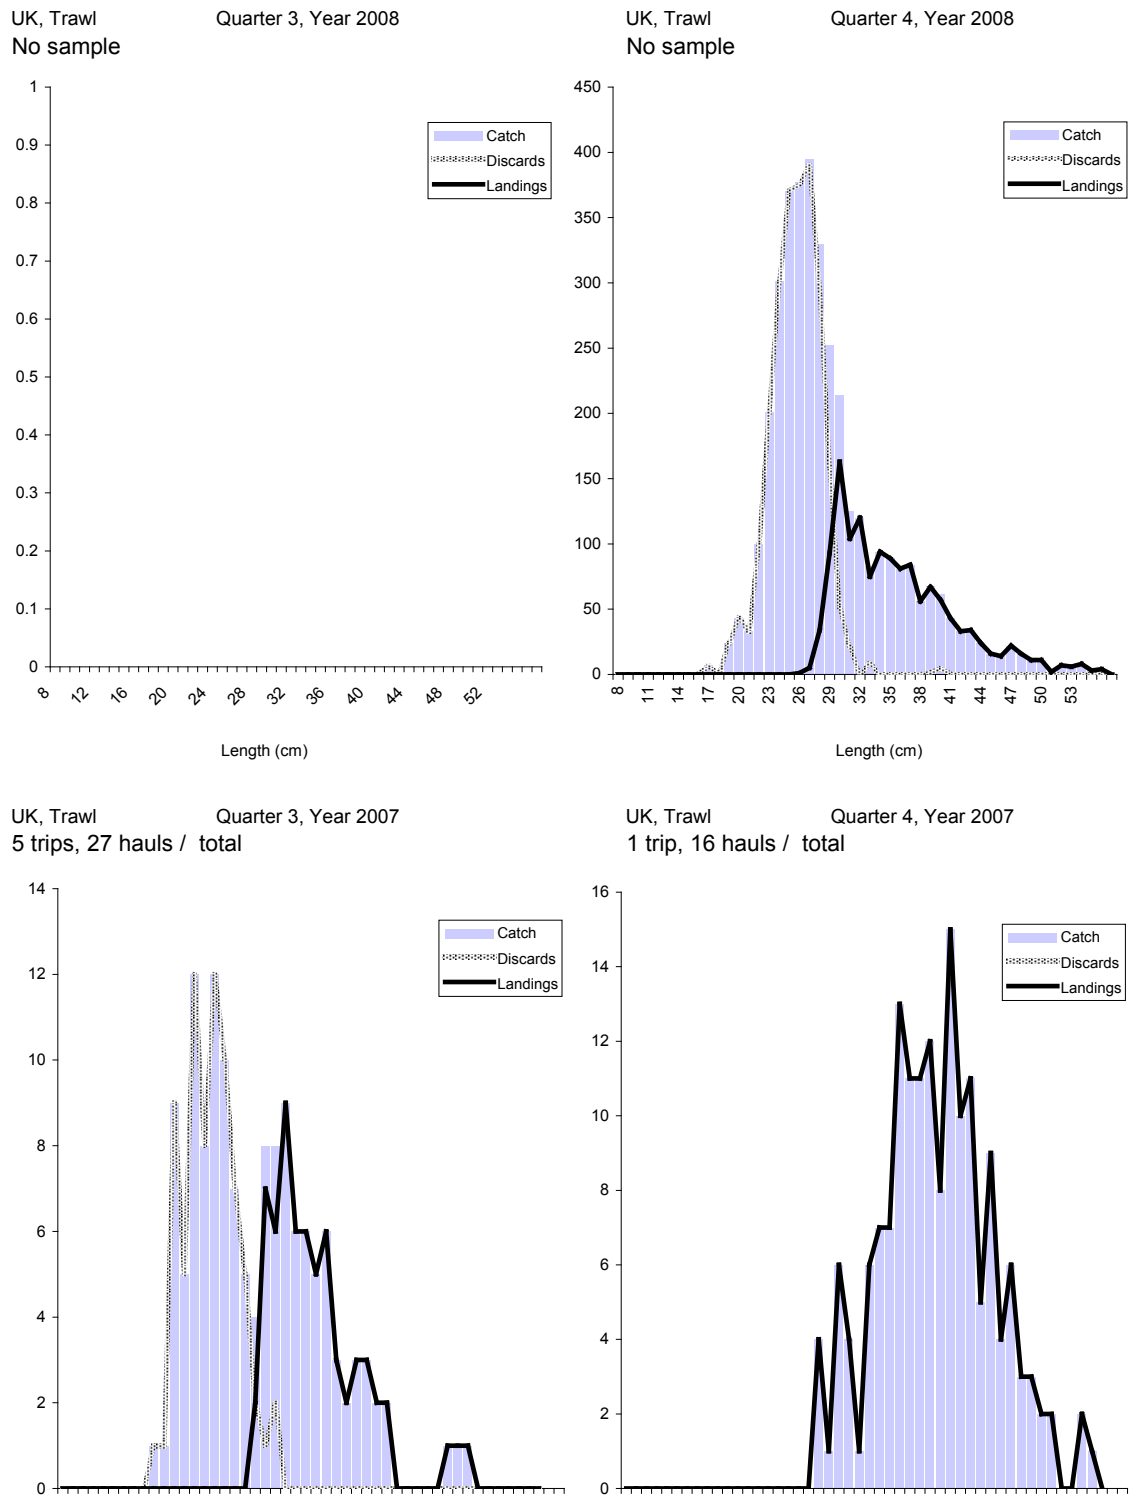 UK, Trawl Quarter 3, Year 2008
No sample
1
0.9
0.8
0.7
0.6
0.5
0.4
0.3
0.2
0.1
0
Catch
Discards
Landings
8 12 16 20 24 28 32 36 40 44 48 52
Length (cm)
UK, Trawl Quarter 4, Year 2008
No sample
450
400
350
300
250
200
150
100
50
0
Catch
Discards
Landings
8 11 14 17 20 23 26 29 32 35 38 41 44 47 50 53
Length (cm)
UK, Trawl Quarter 3, Year 2007
5 trips, 27 hauls / total
14
12
10
8
6
4
2
0
Catch
Discards
Landings
UK, Trawl Quarter 4, Year 2007
1 trip, 16 hauls / total
16
14
12
10
8
6
4
2
0
Catch
Discards
Landings